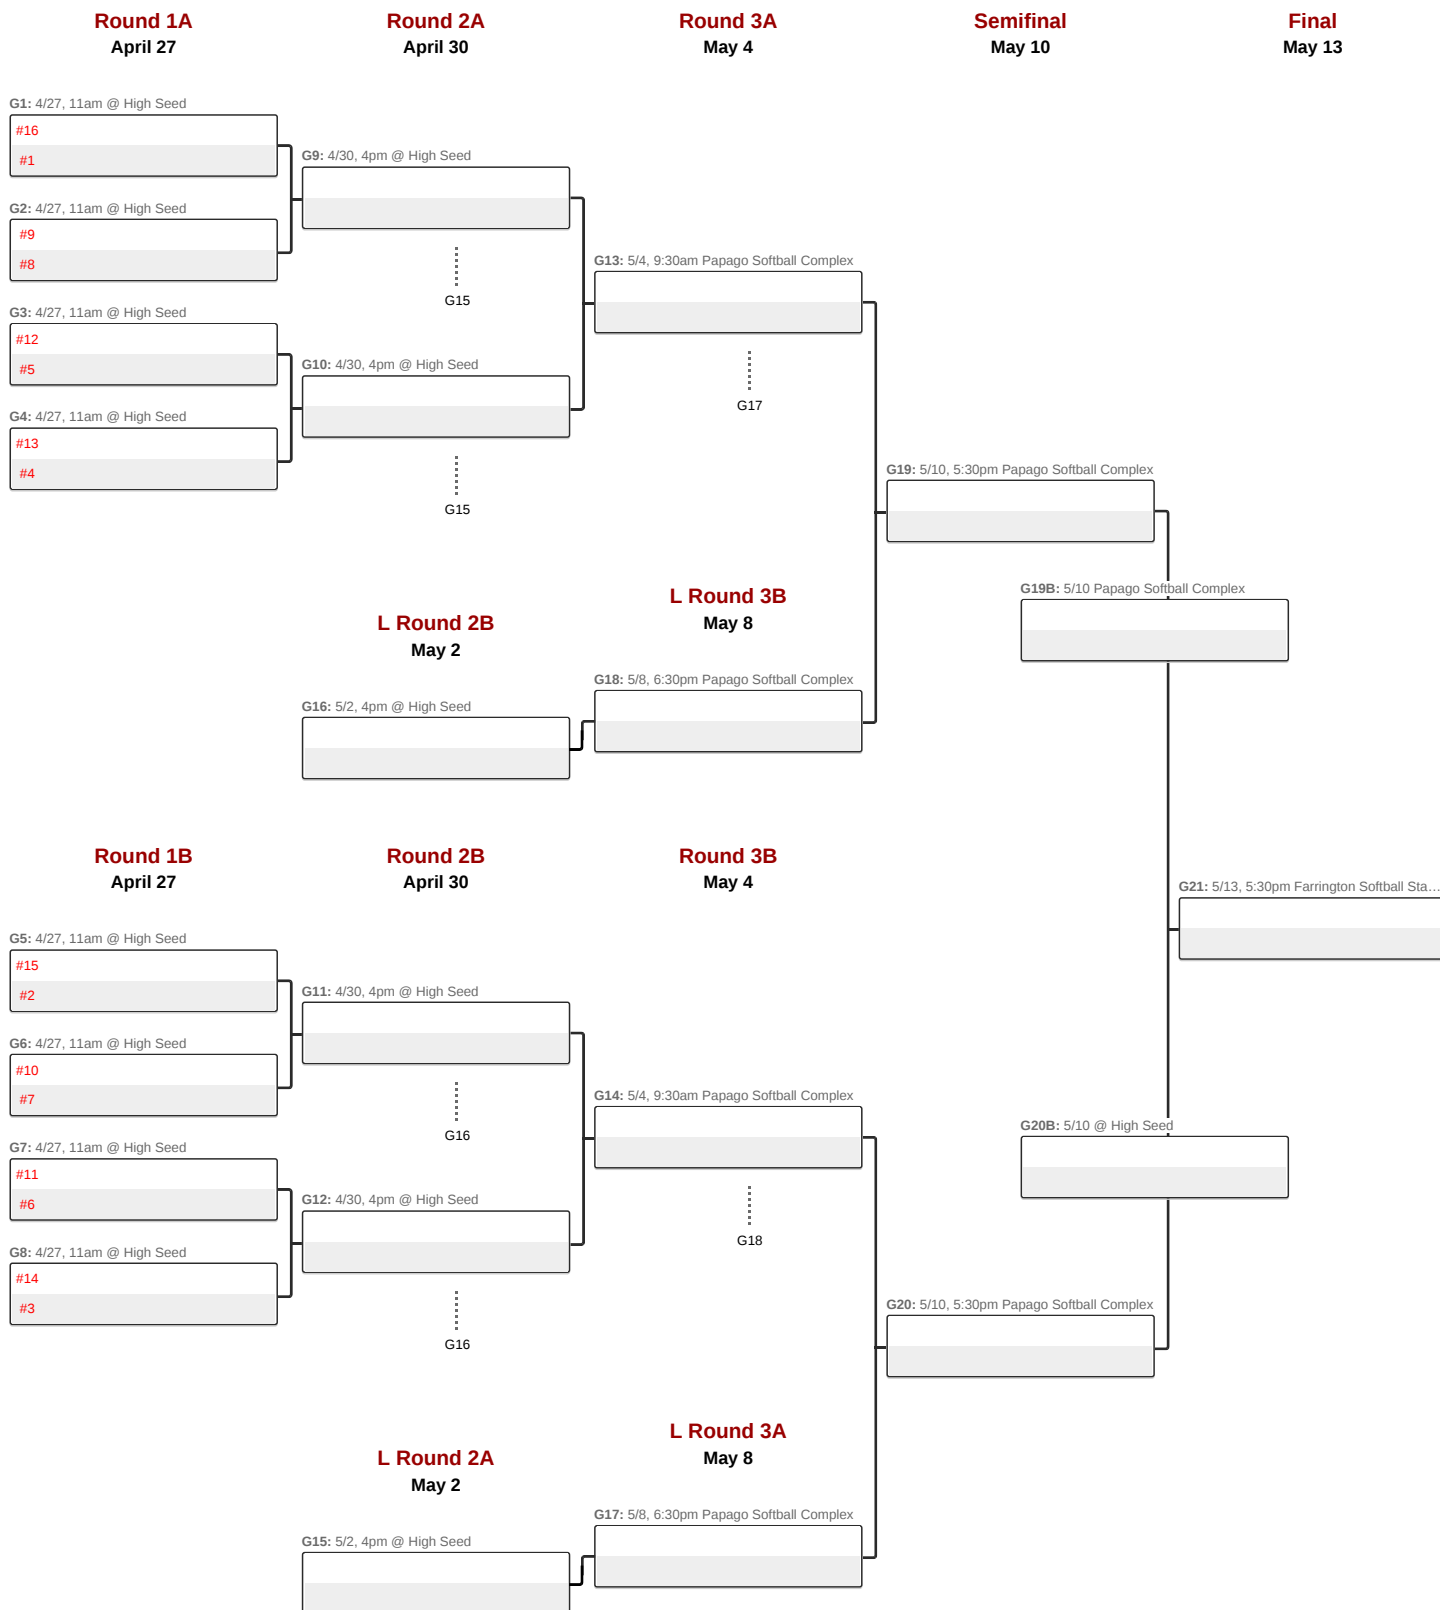 Round 1A
April 27
Round 2A
April 30
Round 3A
May 4
Semifinal
May 10
Final
May 13
G1: 4/27, 11am @ High Seed
#16
#1
G2: 4/27, 11am @ High Seed
#9
#8
G3: 4/27, 11am @ High Seed
#12
#5
G4: 4/27, 11am @ High Seed
#13
#4
G9: 4/30, 4pm @ High Seed
G15
G10: 4/30, 4pm @ High Seed
G15
G13: 5/4, 9:30am Papago Softball Complex
G17
G19: 5/10, 5:30pm Papago Softball Complex
G19B: 5/10 Papago Softball Complex
L Round 2B
May 2
L Round 3B
May 8
G16: 5/2, 4pm @ High Seed
G18: 5/8, 6:30pm Papago Softball Complex
Round 1B
April 27
Round 2B
April 30
Round 3B
May 4
G21: 5/13, 5:30pm Farrington Softball Sta...
G5: 4/27, 11am @ High Seed
#15
#2
G6: 4/27, 11am @ High Seed
#10
#7
G7: 4/27, 11am @ High Seed
#11
#6
G8: 4/27, 11am @ High Seed
#14
#3
G11: 4/30, 4pm @ High Seed
G16
G12: 4/30, 4pm @ High Seed
G16
G14: 5/4, 9:30am Papago Softball Complex
G18
G20B: 5/10 @ High Seed
G20: 5/10, 5:30pm Papago Softball Complex
L Round 2A
May 2
L Round 3A
May 8
G15: 5/2, 4pm @ High Seed
G17: 5/8, 6:30pm Papago Softball Complex